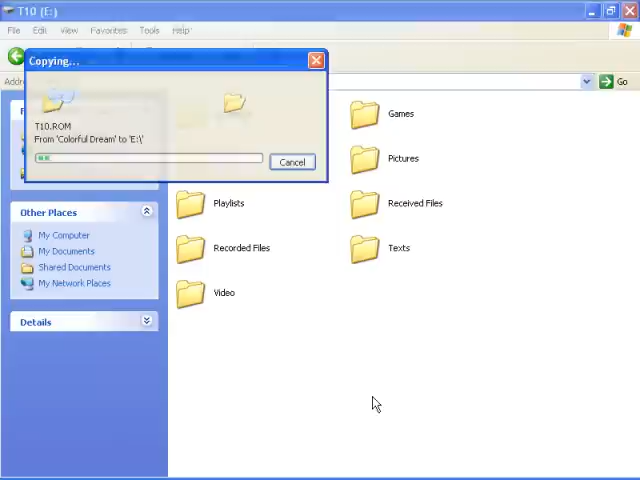 T10 (E:)
File Edit View Favorites Tools Help
Copying...
Go
T10.ROM
From 'Colorful Dream' to 'E:\'
Cancel
Games
Pictures
Other Places
My Computer
My Documents
Shared Documents
My Network Places
Details
Playlists
Received Files
Recorded Files
Texts
Video